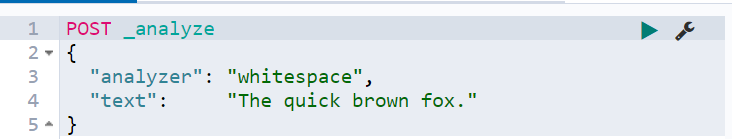 1 POST _analyze
2 {
3   "analyzer": "whitespace",
4   "text":     "The quick brown fox."
5 }